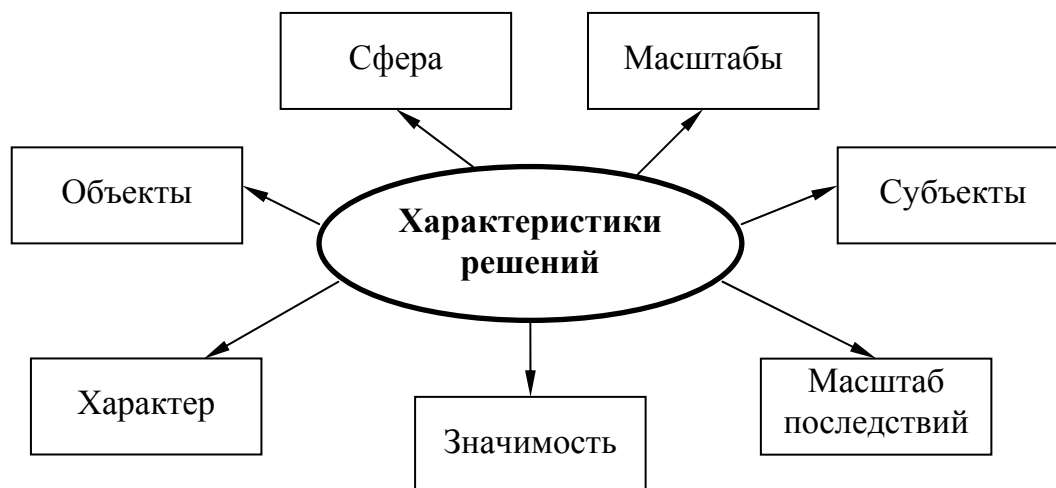 Сфера
Масштабы
Объекты
Субъекты
Характеристики
решений
Характер
Значимость
Масштаб
последствий